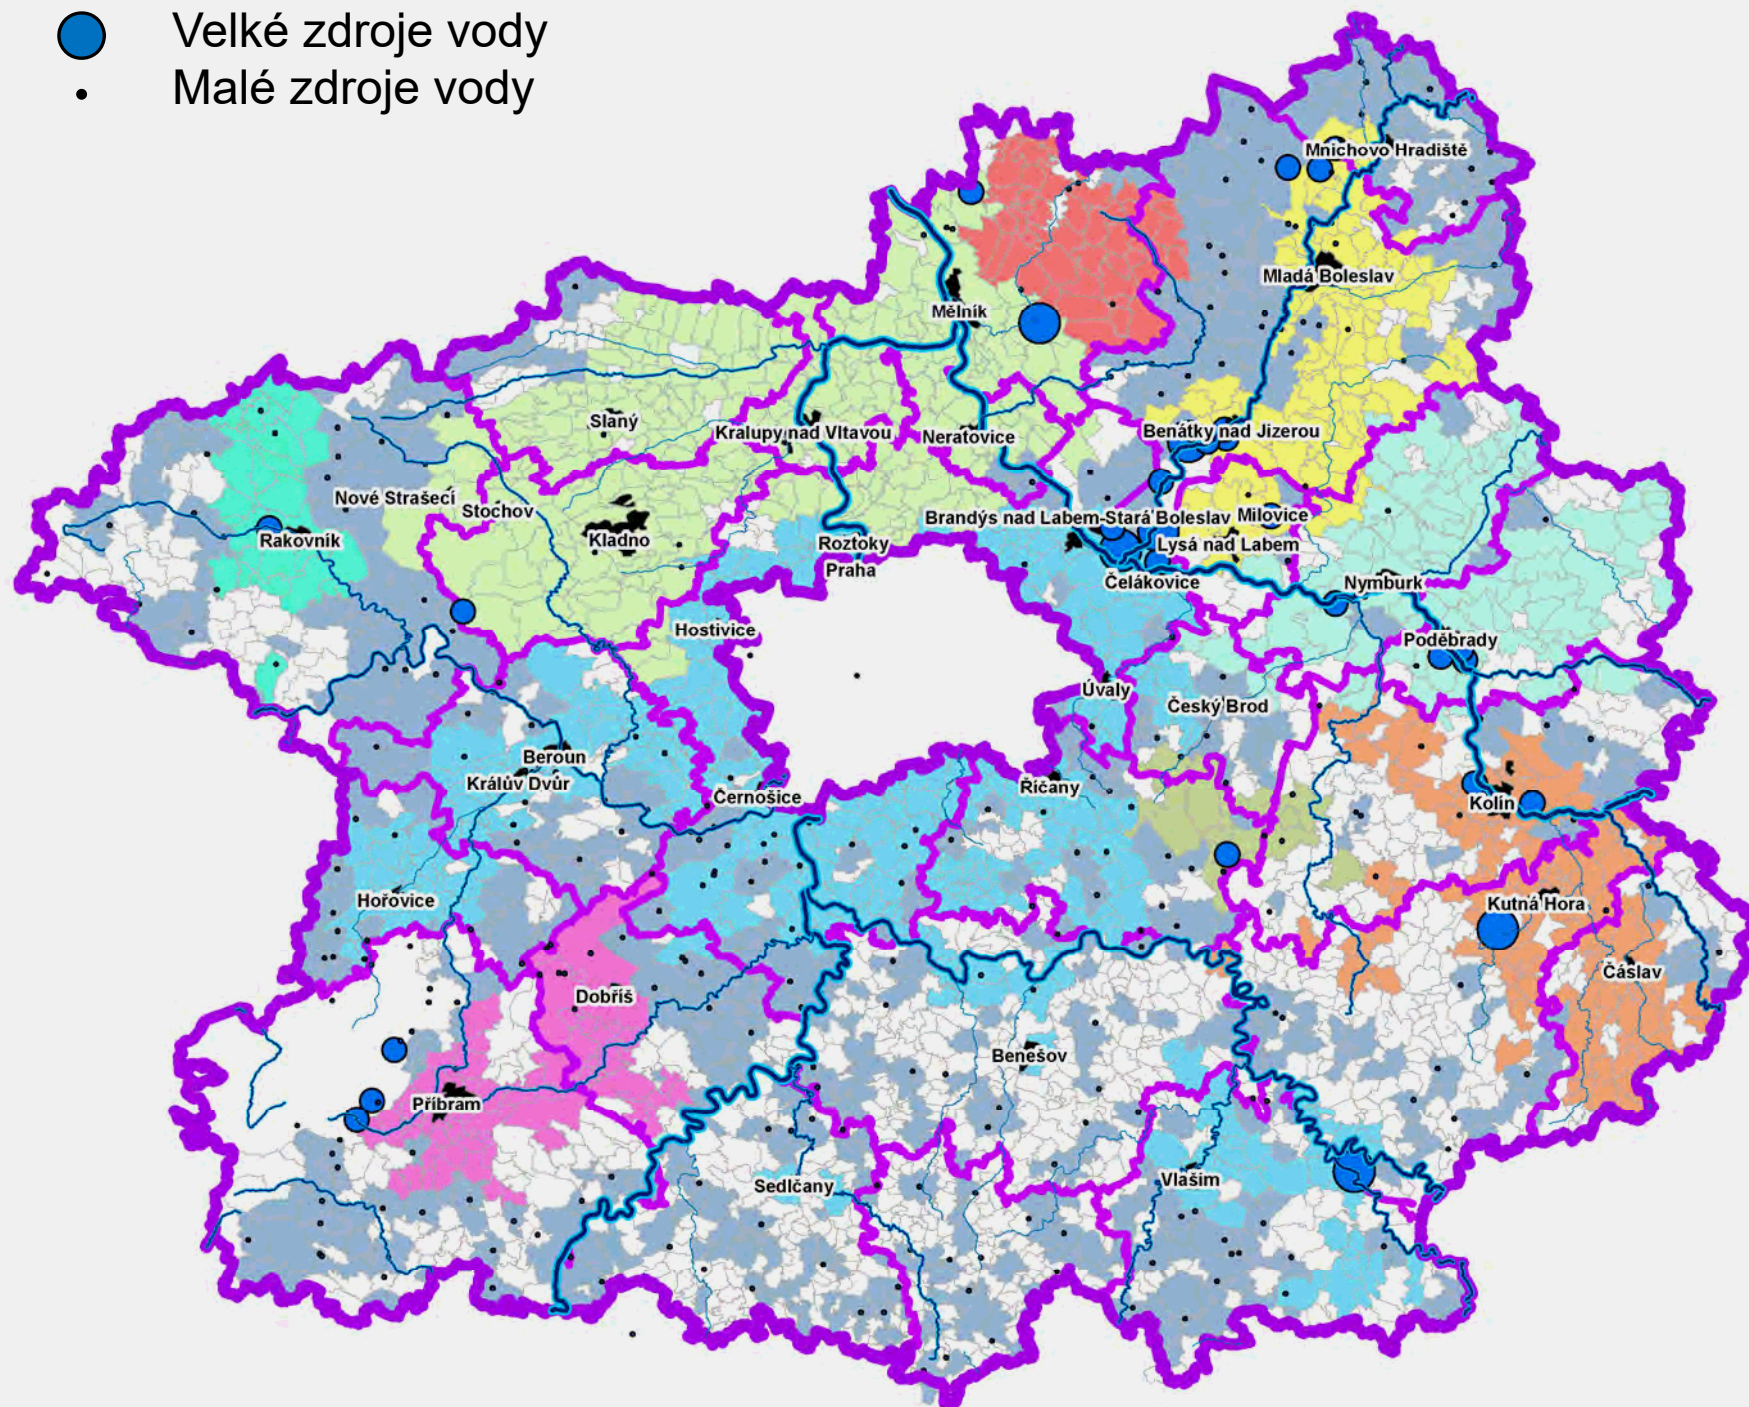 Velké zdroje vody
Malé zdroje vody
Mnichovo Hradiště
Mladá Boleslav
Mělník
Slaný
Kralupy nad Vltavou
Neratovice
Benátky nad Jizerou
Nové Strašecí
Stochov
Brandýs nad Labem-Stará Boleslav
Milovice
Rakovník
Kladno
Roztoky
Lysá nad Labem
Praha
Čelákovice
Nymburk
Hostivice
Poděbrady
Úvaly
Český Brod
Beroun
Králův Dvůr
Říčany
Černošice
Kolín
Hořovice
Kutná Hora
Čáslav
Dobříš
Benešov
Příbram
Vlašim
Sedlčany